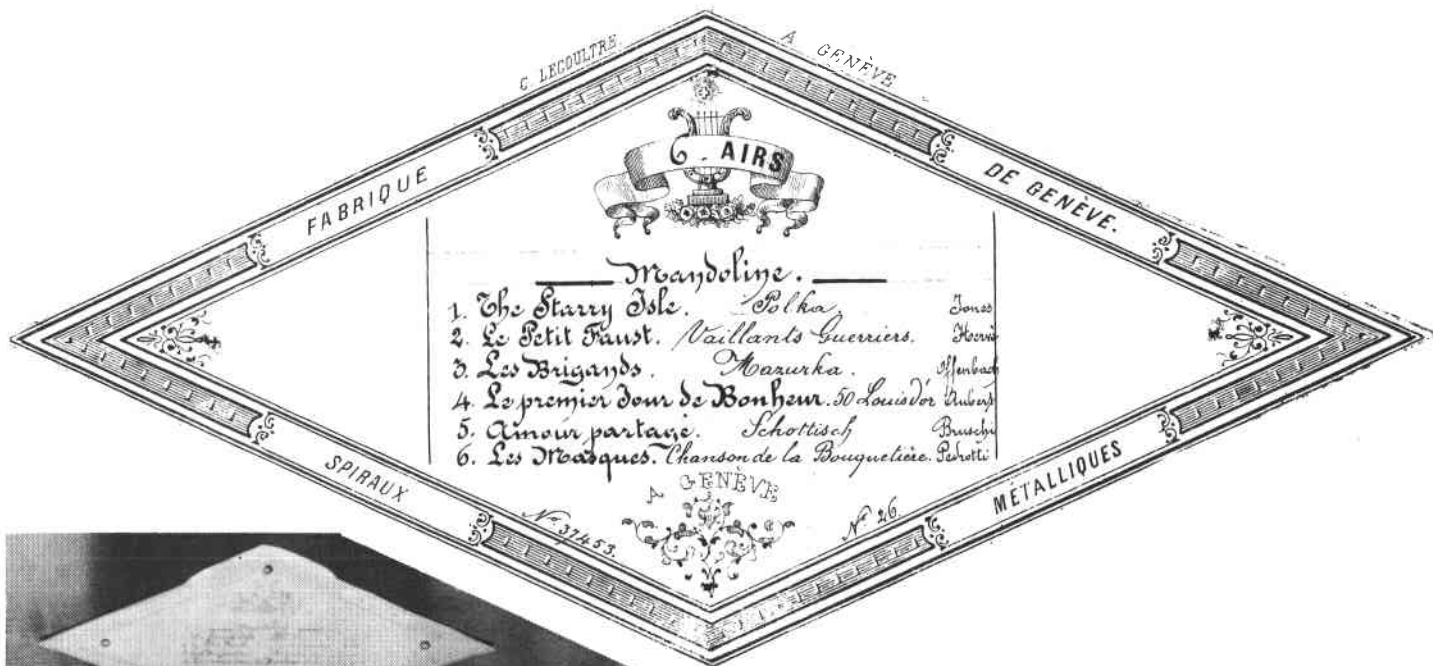 C. LECOULTRE. A GENÈVE
FABRIQUE DE GENÈVE.
6. AIRS
Mandoline.
1. The Starry Isle. Polka. Jones
2. Le Petit Faust. Vaillants Guerriers. Hervé
3. Les Brigands. Mazurka. Offenbach
4. Le premier Jour de Bonheur. 50 Louis d'or Auber
5. Amour partagé. Schottisch Bruschi
6. Les Masques. Chanson de la Bouquetière. Pedrotti
SPIRAUX MÉTALLIQUES
A GENÈVE
Nº 37453. Nº 26